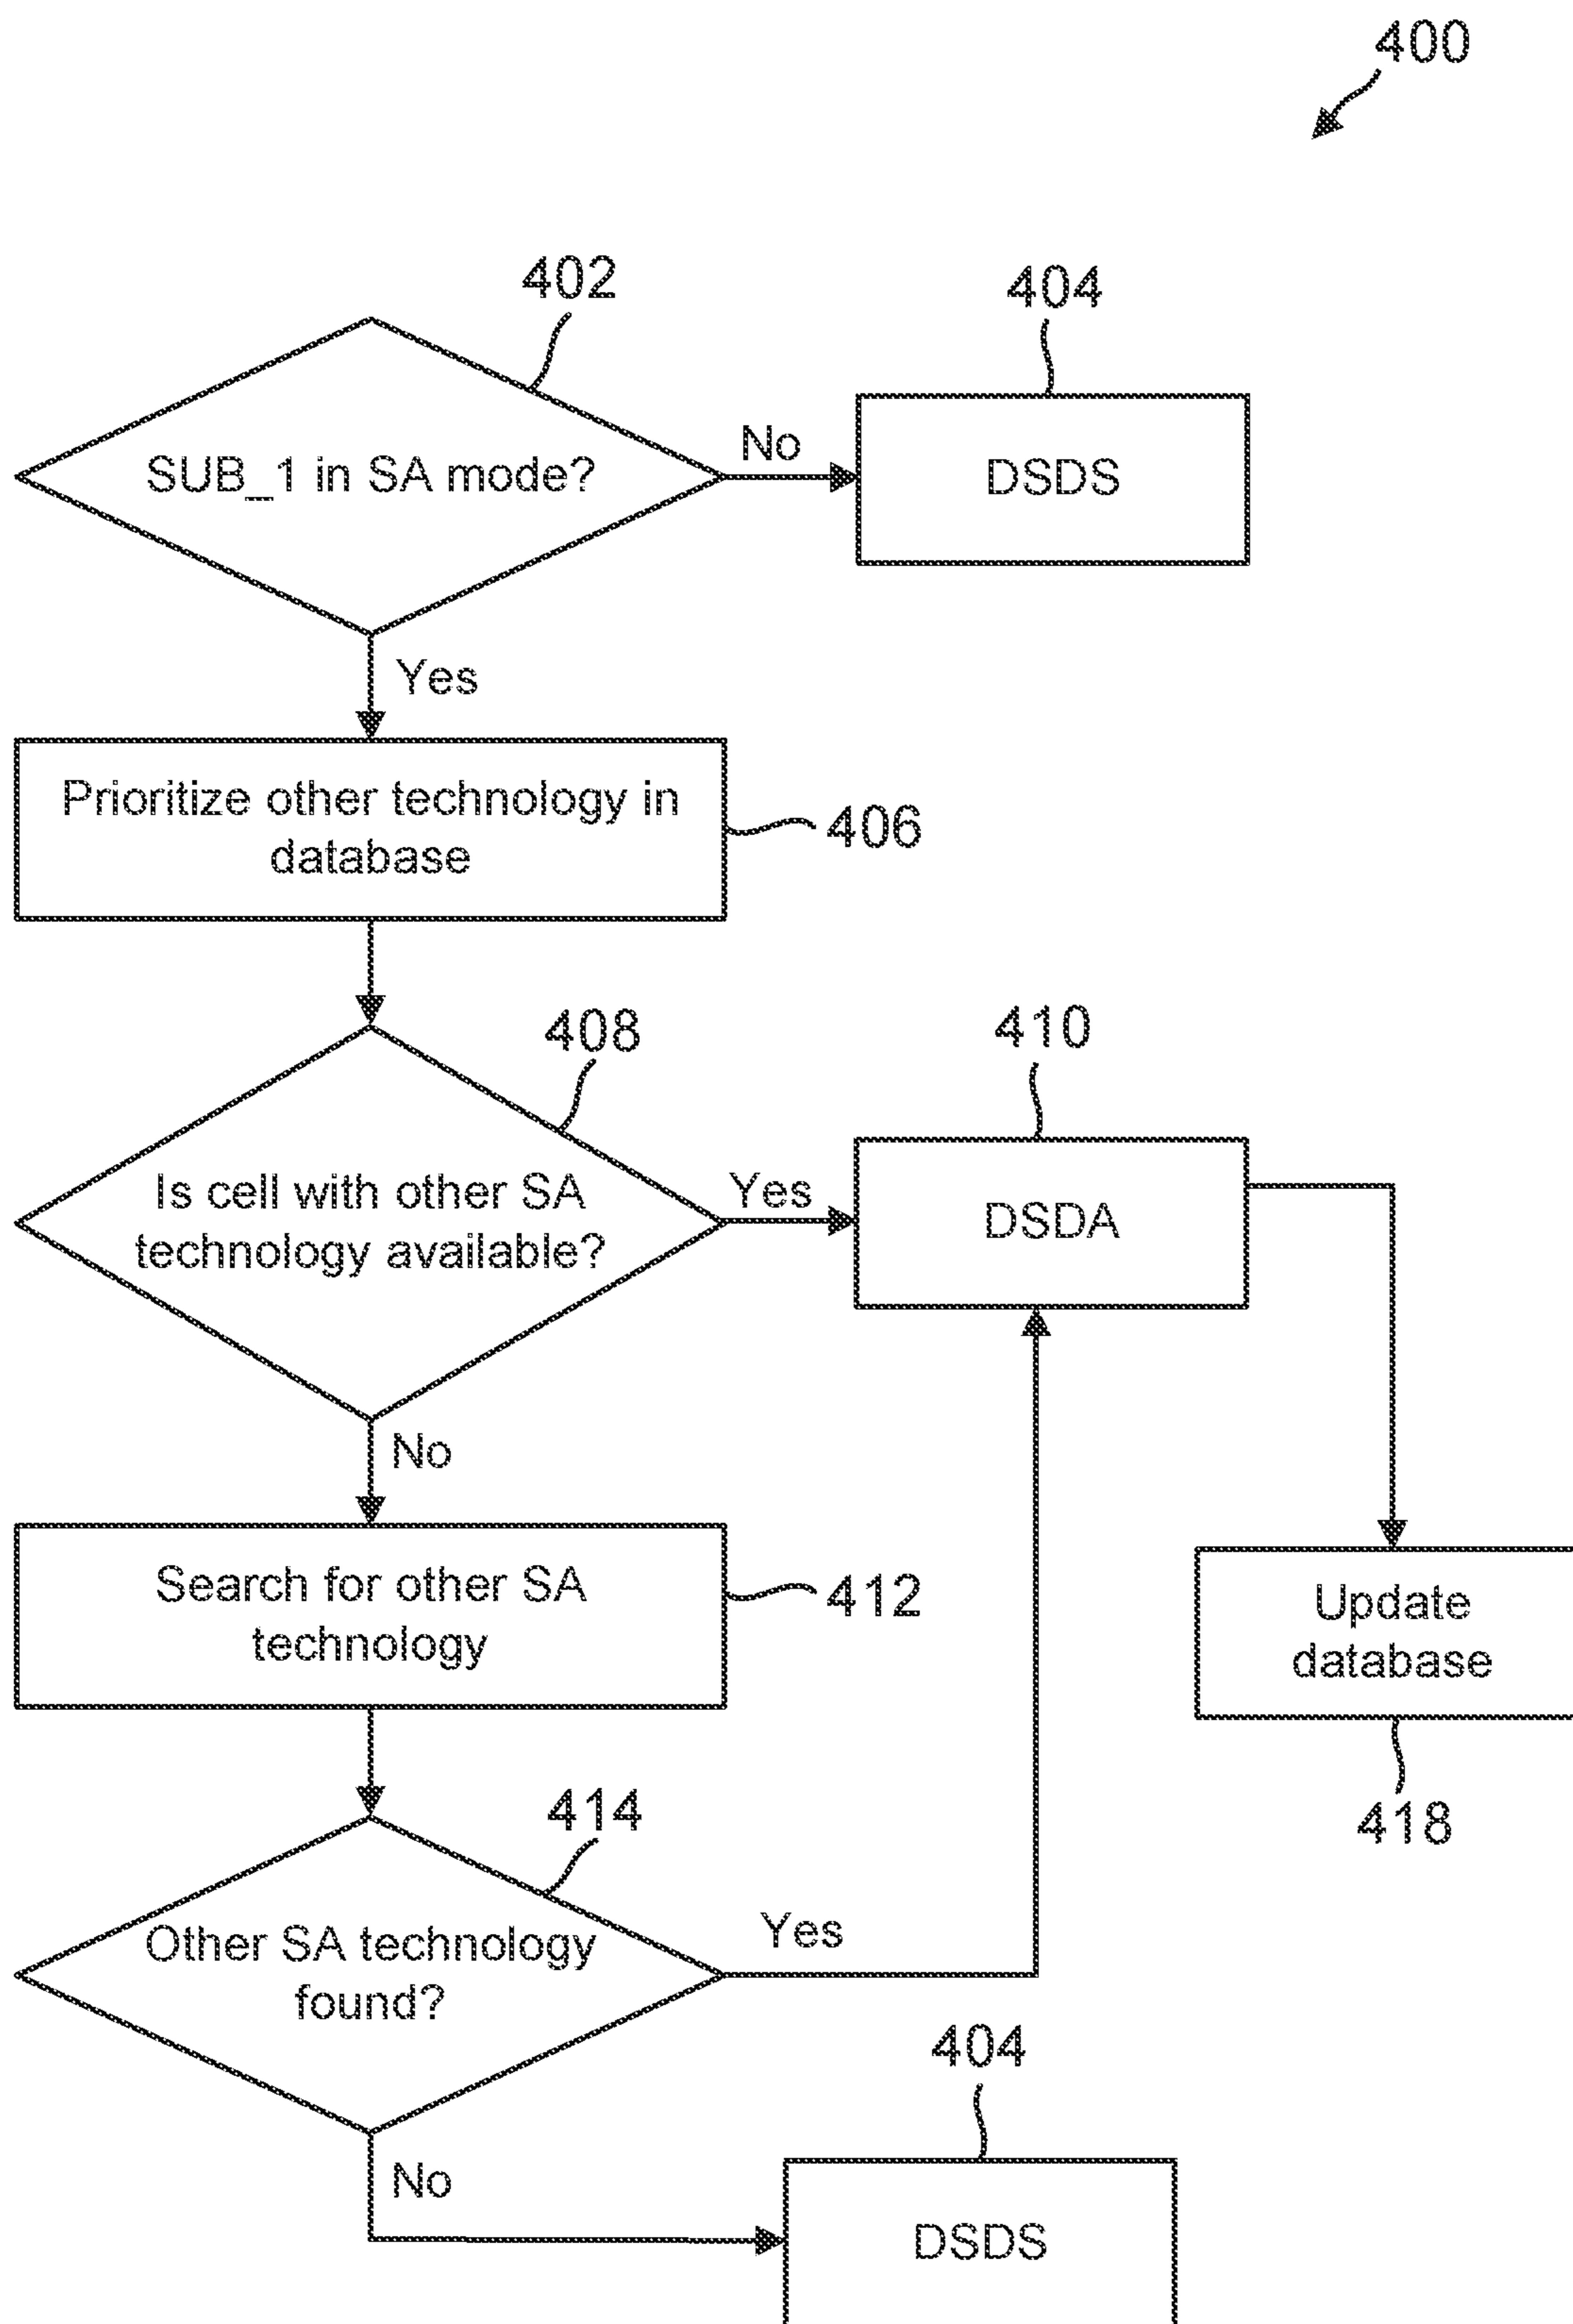 400
402
404
SUB_1 in SA mode?
No
DSDS
Yes
Prioritize other technology in
database
406
408
410
Is cell with other SA
technology available?
Yes
DSDA
No
Search for other SA
technology
412
Update
database
418
414
Other SA technology
found?
Yes
404
No
DSDS